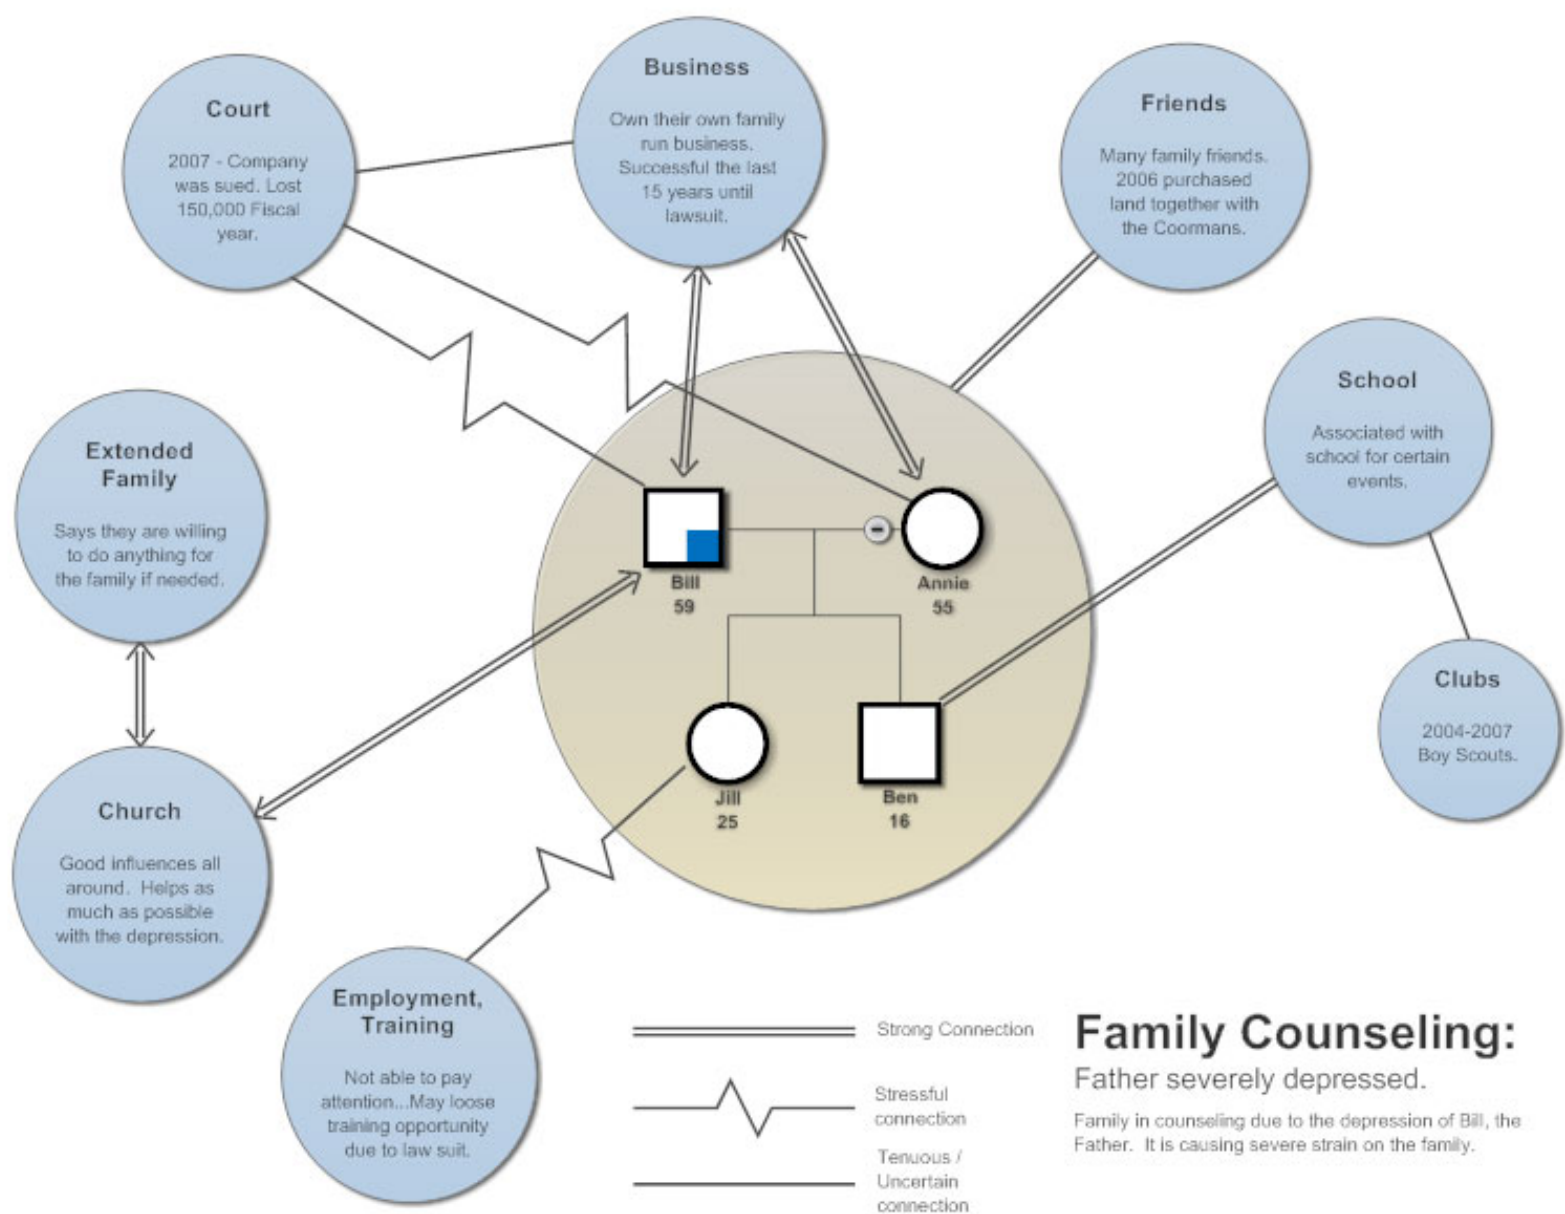 Court
2007 - Company
was sued. Lost
150,000 Fiscal
year.
Business
Own their own family
run business.
Successful the last
15 years until
lawsuit.
Friends
Many family friends.
2006 purchased
land together with
the Coormans.
School
Associated with
school for certain
events.
Extended
Family
Says they are willing
to do anything for
the family if needed.
Bill
59
Annie
55
Clubs
2004-2007
Boy Scouts.
Jill
25
Ben
16
Church
Good influences all
around. Helps as
much as possible
with the depression.
Employment,
Training
Not able to pay
attention...May loose
training opportunity
due to law suit.
Strong Connection
Stressful
connection
Tenuous /
Uncertain
connection
Family Counseling:
Father severely depressed.
Family in counseling due to the depression of Bill, the
Father. It is causing severe strain on the family.